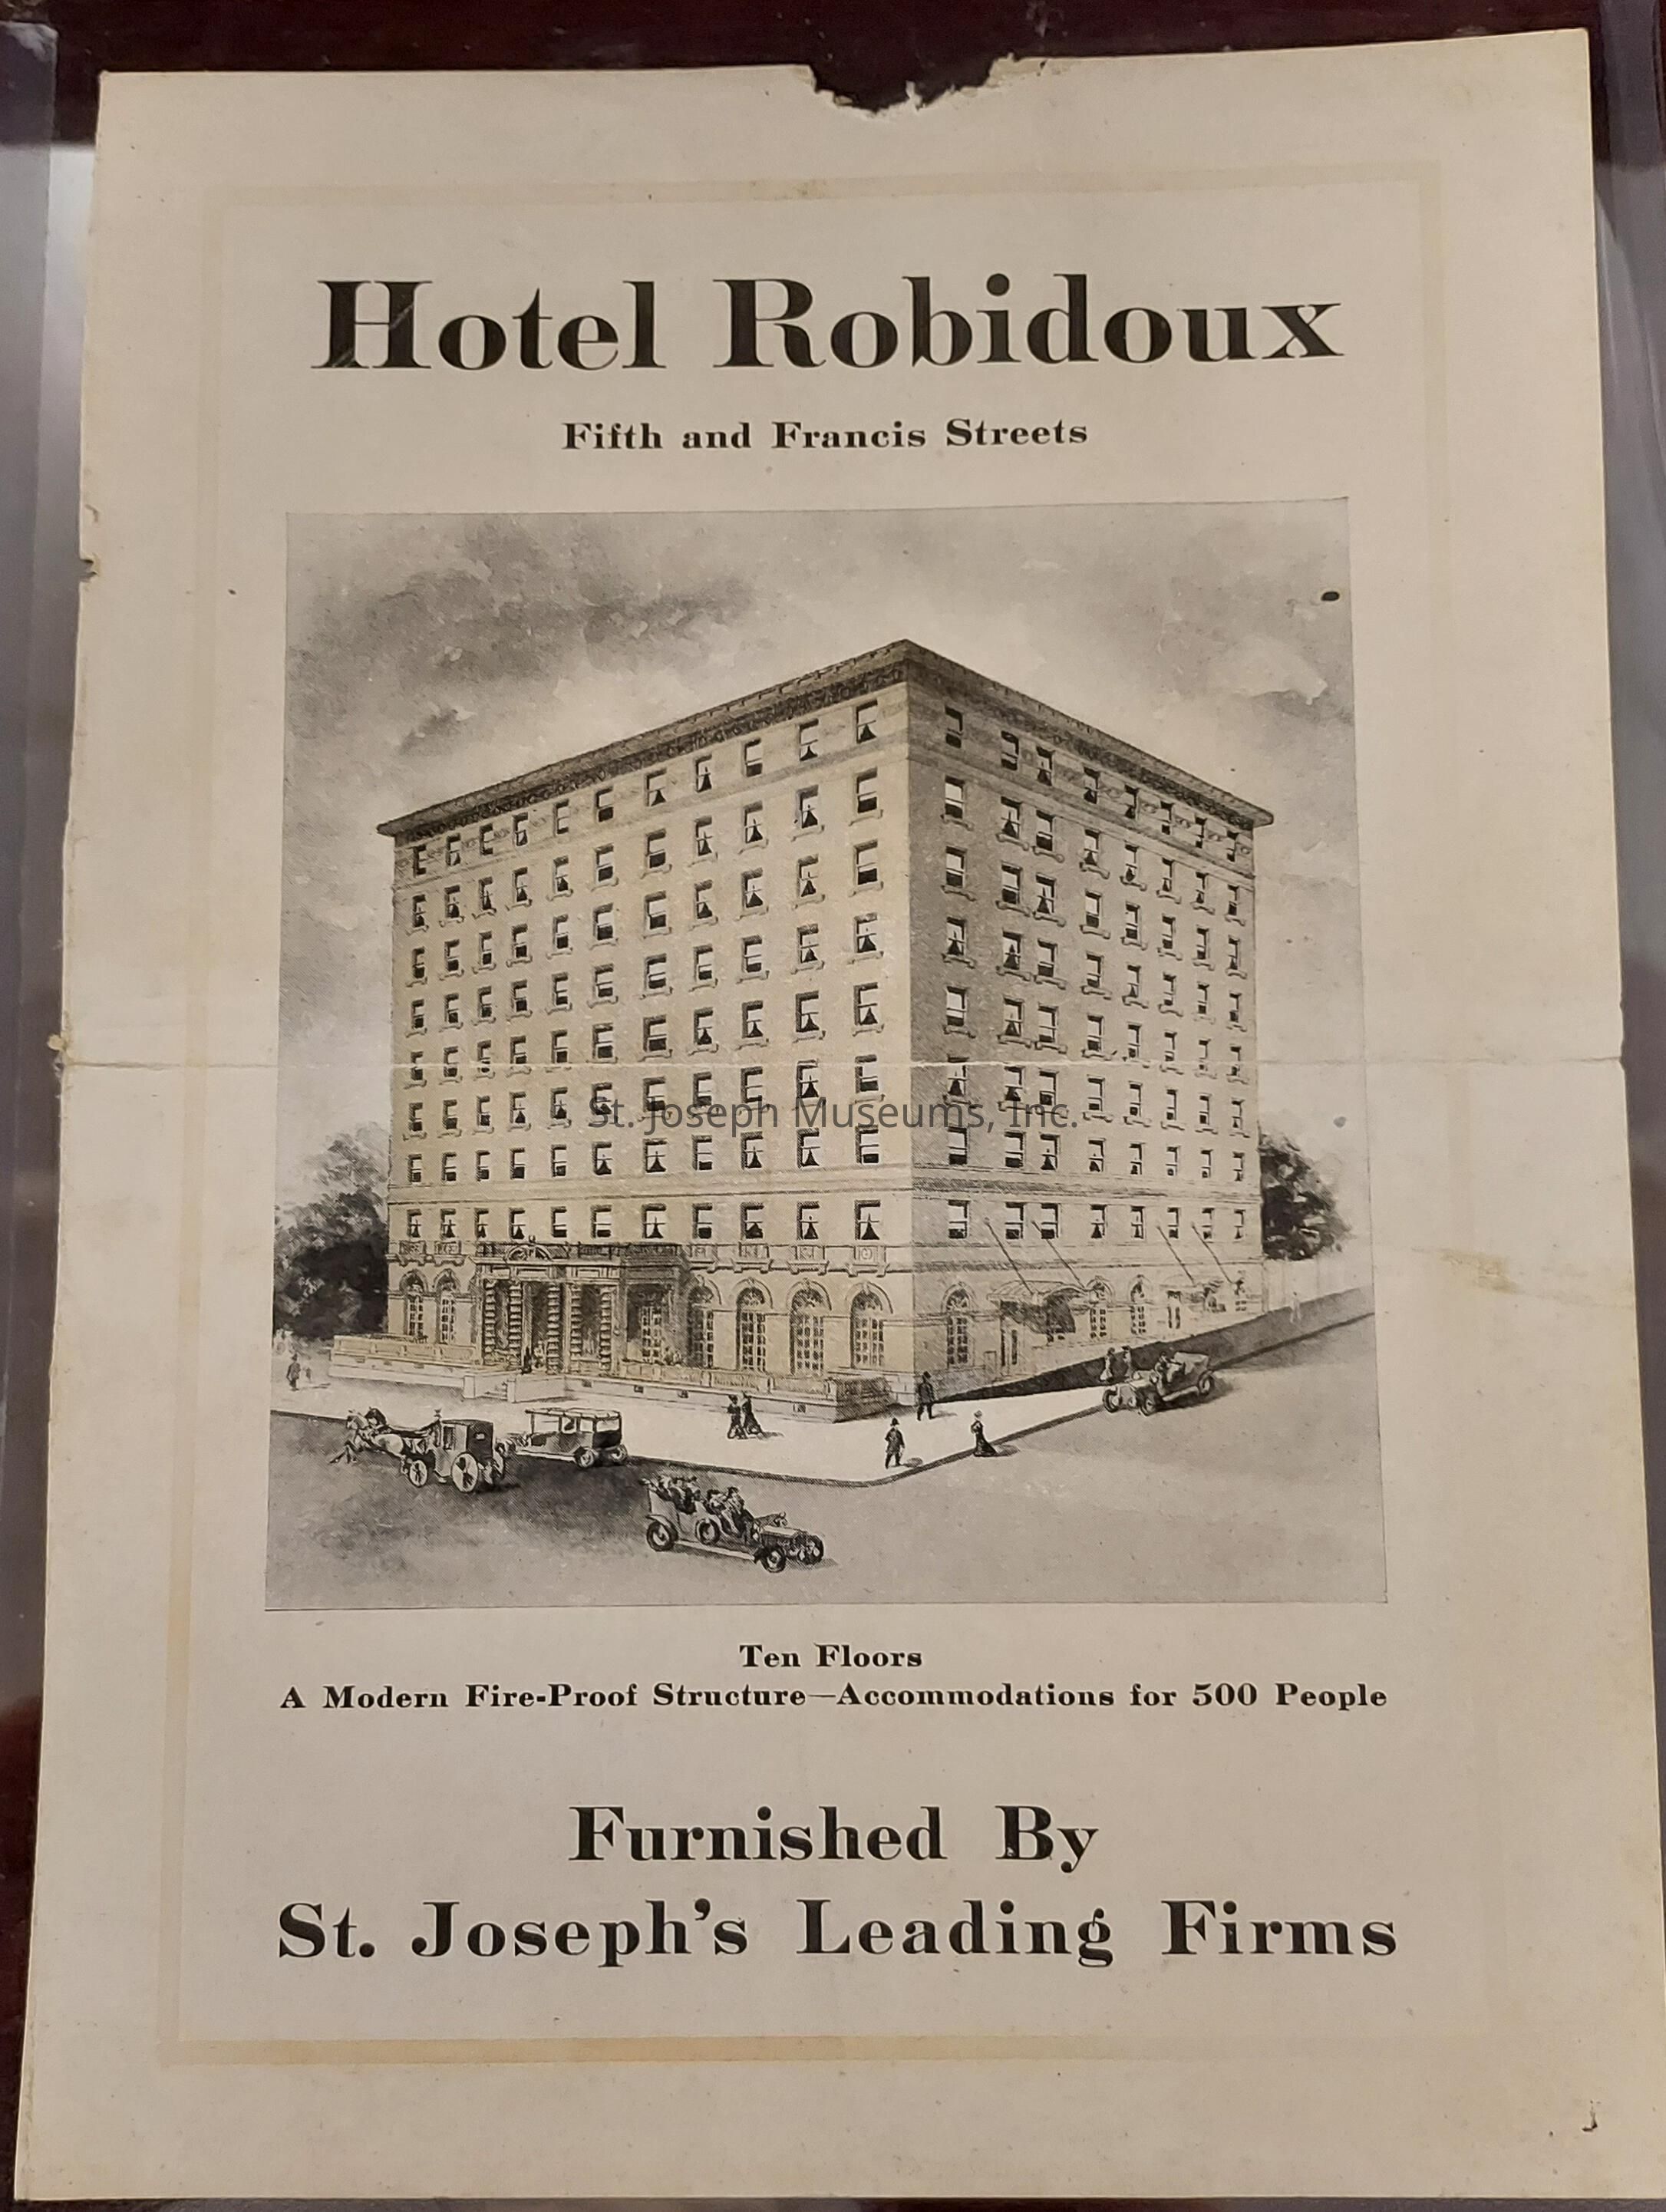 Hotel Robidoux
Fifth and Francis Streets
St. Joseph Museums, Inc.
Ten Floors
A Modern Fire-Proof Structure—Accommodations for 500 People
Furnished By
St. Joseph's Leading Firms